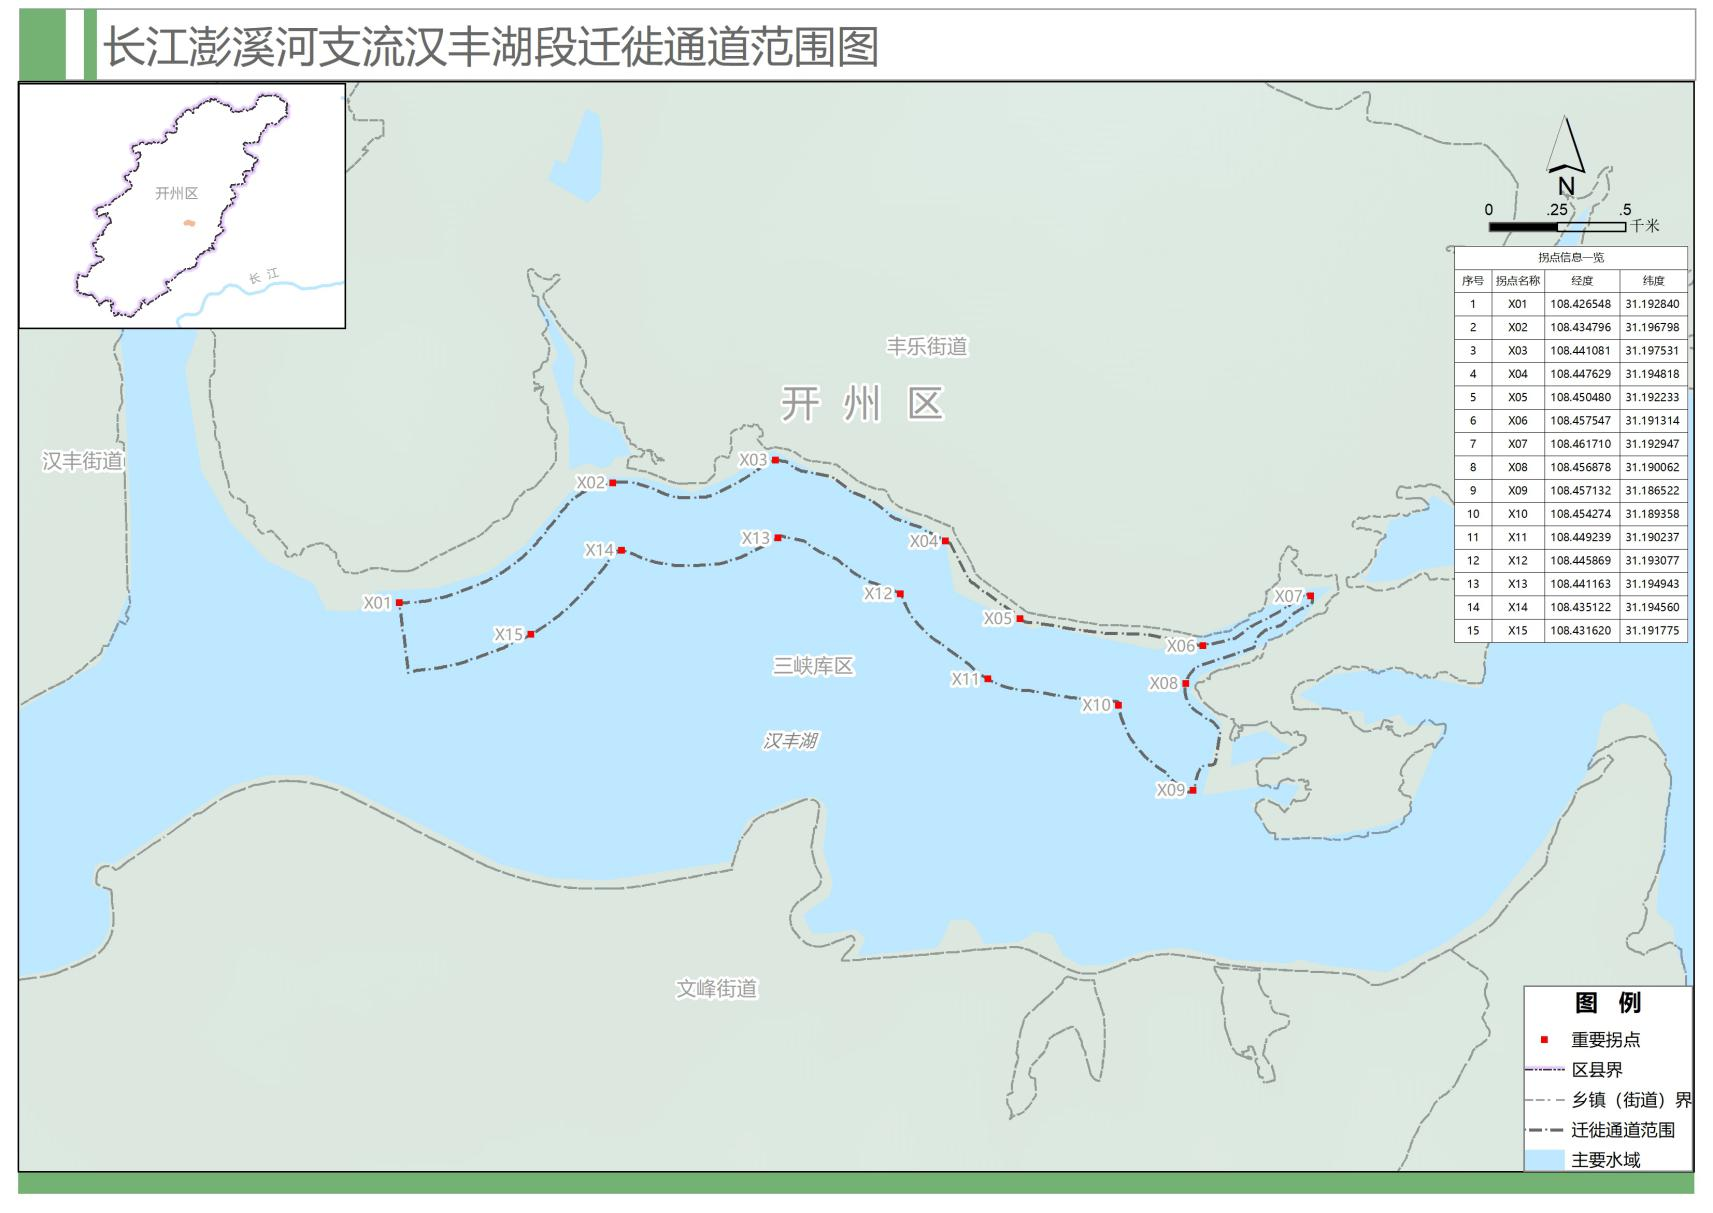 长江澎溪河支流汉丰湖段迁徙通道范围图
开州区
长 江
N
0 .25 .5
千米
拐点信息一览
序号 拐点名称 经度 纬度
1 X01 108.426548 31.192840
2 X02 108.434796 31.196798
3 X03 108.441081 31.197531
4 X04 108.447629 31.194818
5 X05 108.450480 31.192233
6 X06 108.457547 31.191314
7 X07 108.461710 31.192947
8 X08 108.456878 31.190062
9 X09 108.457132 31.186522
10 X10 108.454274 31.189358
11 X11 108.449239 31.190237
12 X12 108.445869 31.193077
13 X13 108.441163 31.194943
14 X14 108.435122 31.194560
15 X15 108.431620 31.191775
丰乐街道
开 州 区
汉丰街道
X03
X02
X13
X04
X14
X12
X07
X01
X05
X15
X06
三峡库区
X11
X08
X10
汉丰湖
X09
文峰街道
图 例
重要拐点
区县界
乡镇（街道）界
迁徙通道范围
主要水域